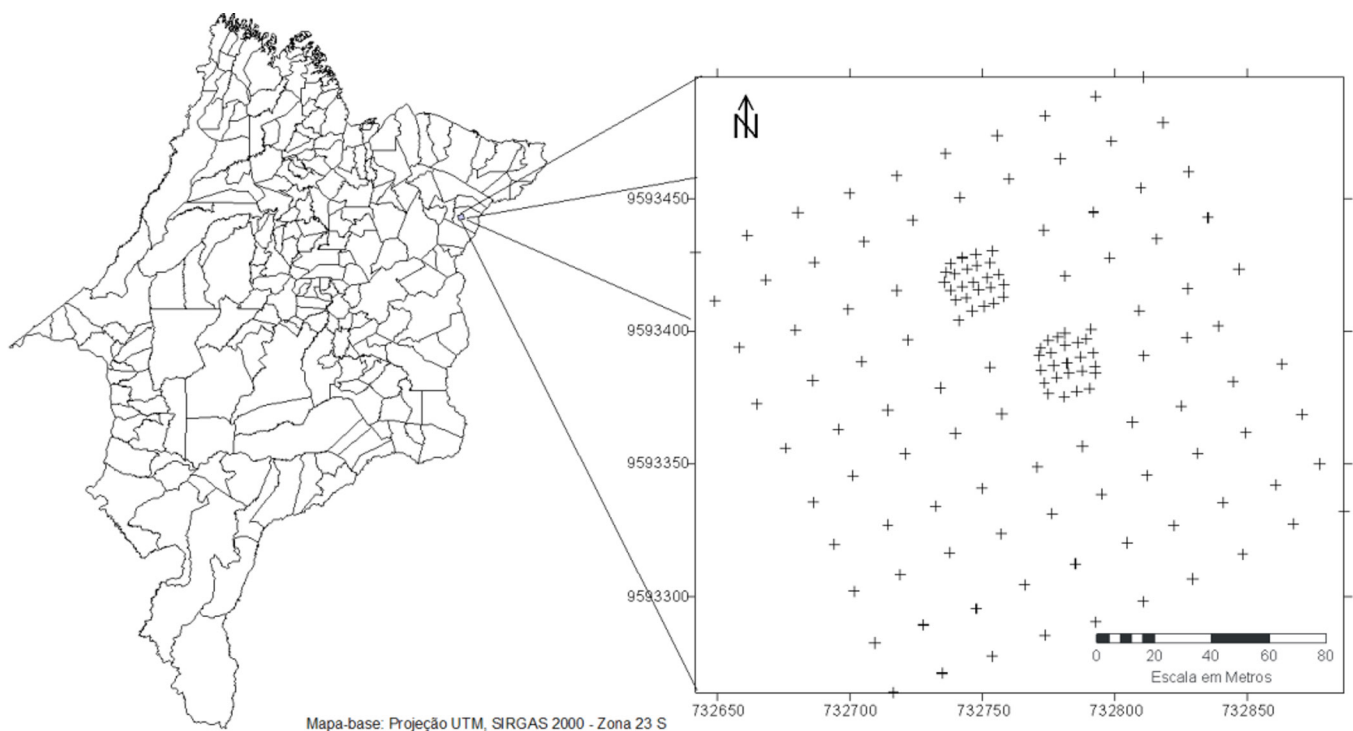 N
9593450
9593400
9593350
9593300
732650 732700 732750 732800 732850
0 20 40 60 80
Escala em Metros
Mapa-base: Projeção UTM, SIRGAS 2000 - Zona 23 S